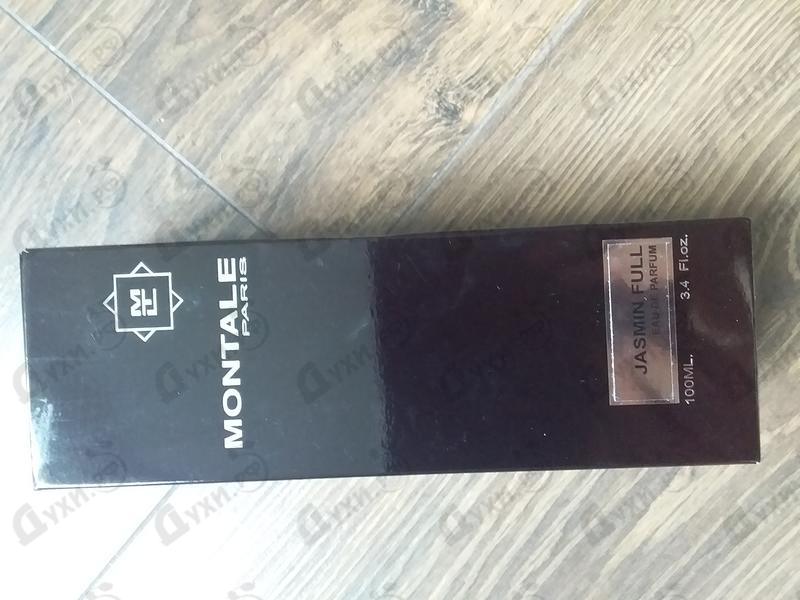 MONTALE
PARIS
JASMIN FULL
EAU DE PARFUM
100ML. 3.4 Fl.oz.
Духи.рф